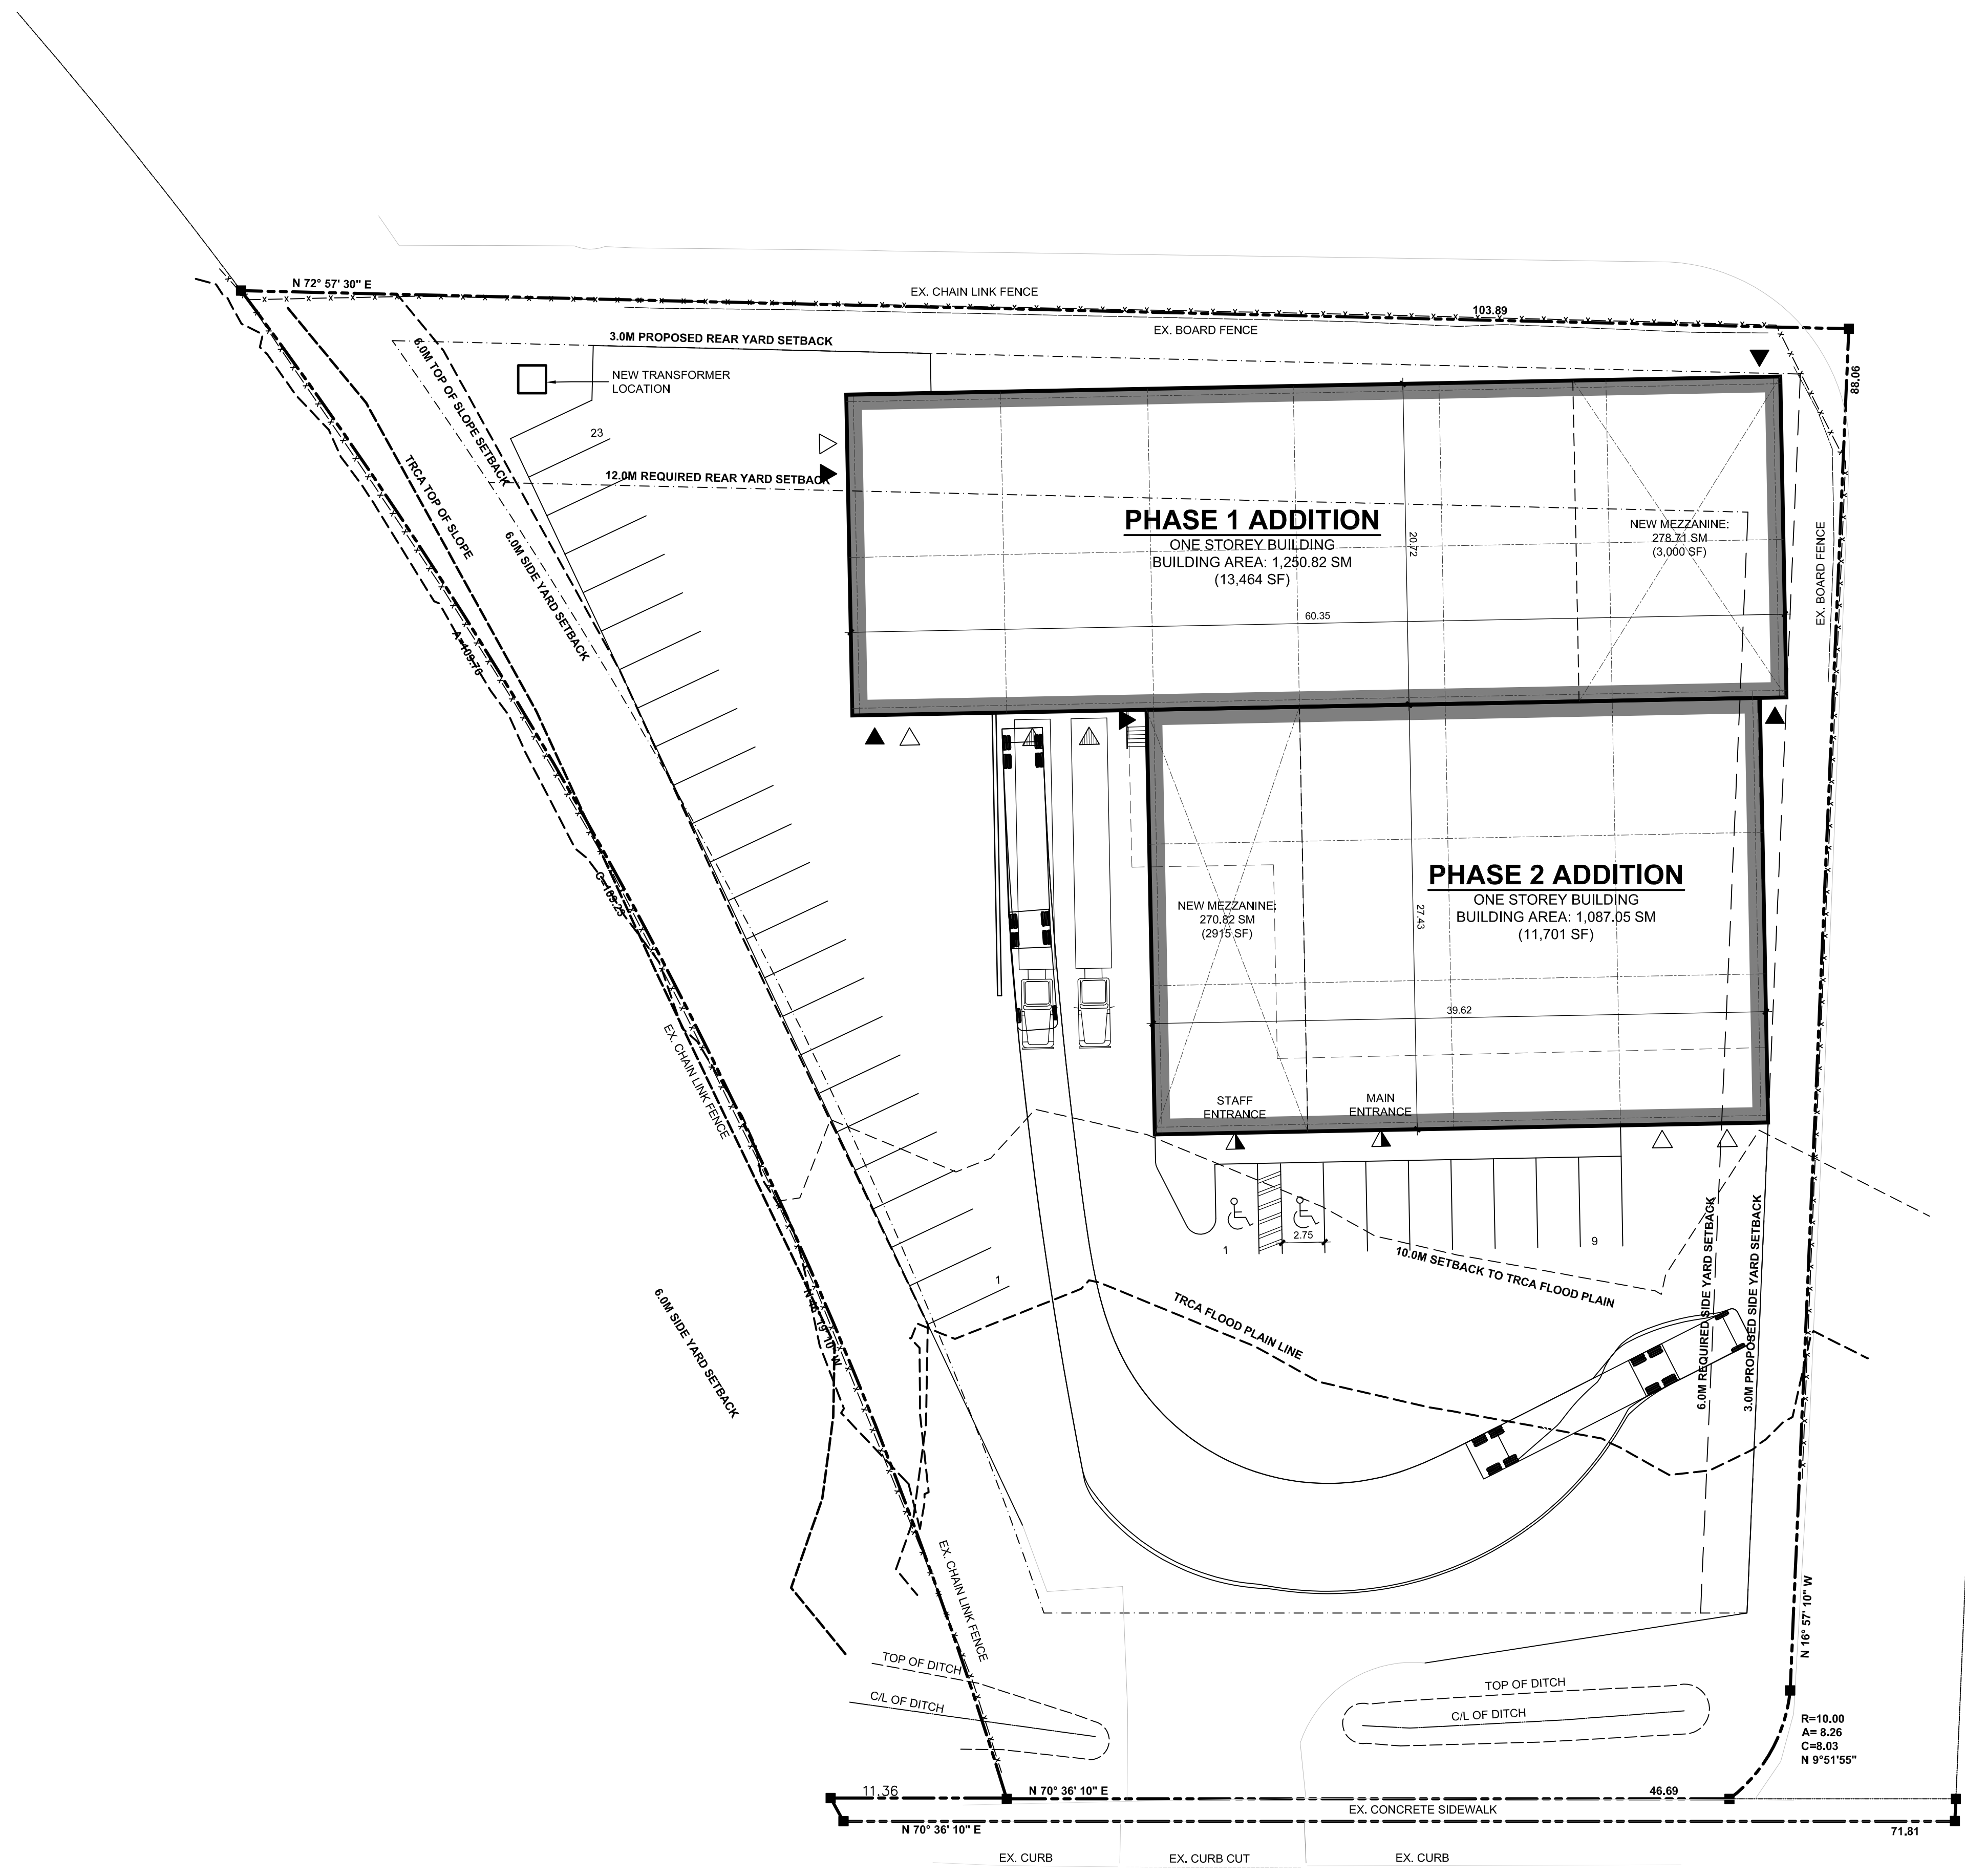 N 72° 57' 30" E
EX. CHAIN LINK FENCE
103.89
EX. BOARD FENCE
3.0M PROPOSED REAR YARD SETBACK
6.0M TOP OF SLOPE SETBACK
NEW TRANSFORMER
LOCATION
88.06
23
TRCA TOP OF SLOPE
12.0M REQUIRED REAR YARD SETBACK
6.0M SIDE YARD SETBACK
PHASE 1 ADDITION
ONE STOREY BUILDING
BUILDING AREA: 1,250.82 SM
(13,464 SF)
20.72
NEW MEZZANINE:
278.71 SM
(3,000 SF)
EX. BOARD FENCE
60.35
A=109.76
PHASE 2 ADDITION
ONE STOREY BUILDING
BUILDING AREA: 1,087.05 SM
(11,701 SF)
NEW MEZZANINE:
270.82 SM
(2915 SF)
27.43
39.62
EX. CHAIN LINK FENCE
STAFF
ENTRANCE
MAIN
ENTRANCE
2.75
1
9
1
10.0M SETBACK TO TRCA FLOOD PLAIN
TRCA FLOOD PLAIN LINE
6.0M REQUIRED SIDE YARD SETBACK
3.0M PROPOSED SIDE YARD SETBACK
6.0M SIDE YARD SETBACK
EX. CHAIN LINK FENCE
N 16° 57' 10" W
TOP OF DITCH
C/L OF DITCH
TOP OF DITCH
C/L OF DITCH
R=10.00
A= 8.26
C=8.03
N 9°51'55"
11.36
N 70° 36' 10" E
46.69
EX. CONCRETE SIDEWALK
N 70° 36' 10" E
71.81
EX. CURB
EX. CURB CUT
EX. CURB